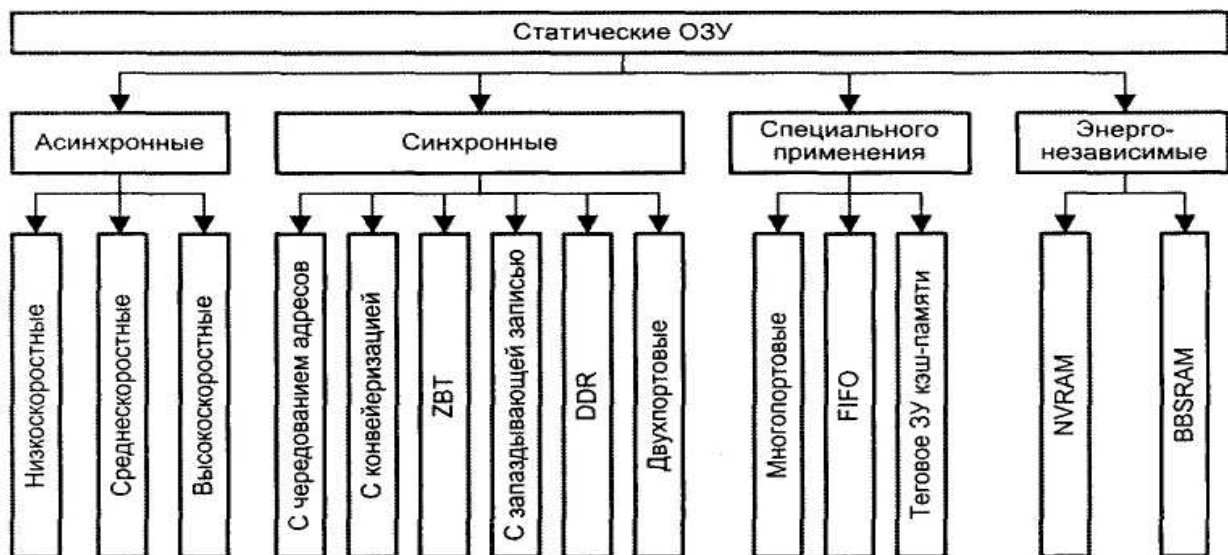 Статические ОЗУ
Асинхронные
Синхронные
Специального
применения
Энерго-
независимые
Низкоскоростные
Среднескоростные
Высокоскоростные
С чередованием адресов
С конвейеризацией
ZBT
С запаздывающей записью
DDR
Двухпортовые
Многопортовые
FIFO
Теговое ЗУ кэш-памяти
NVRAM
BBSRAM